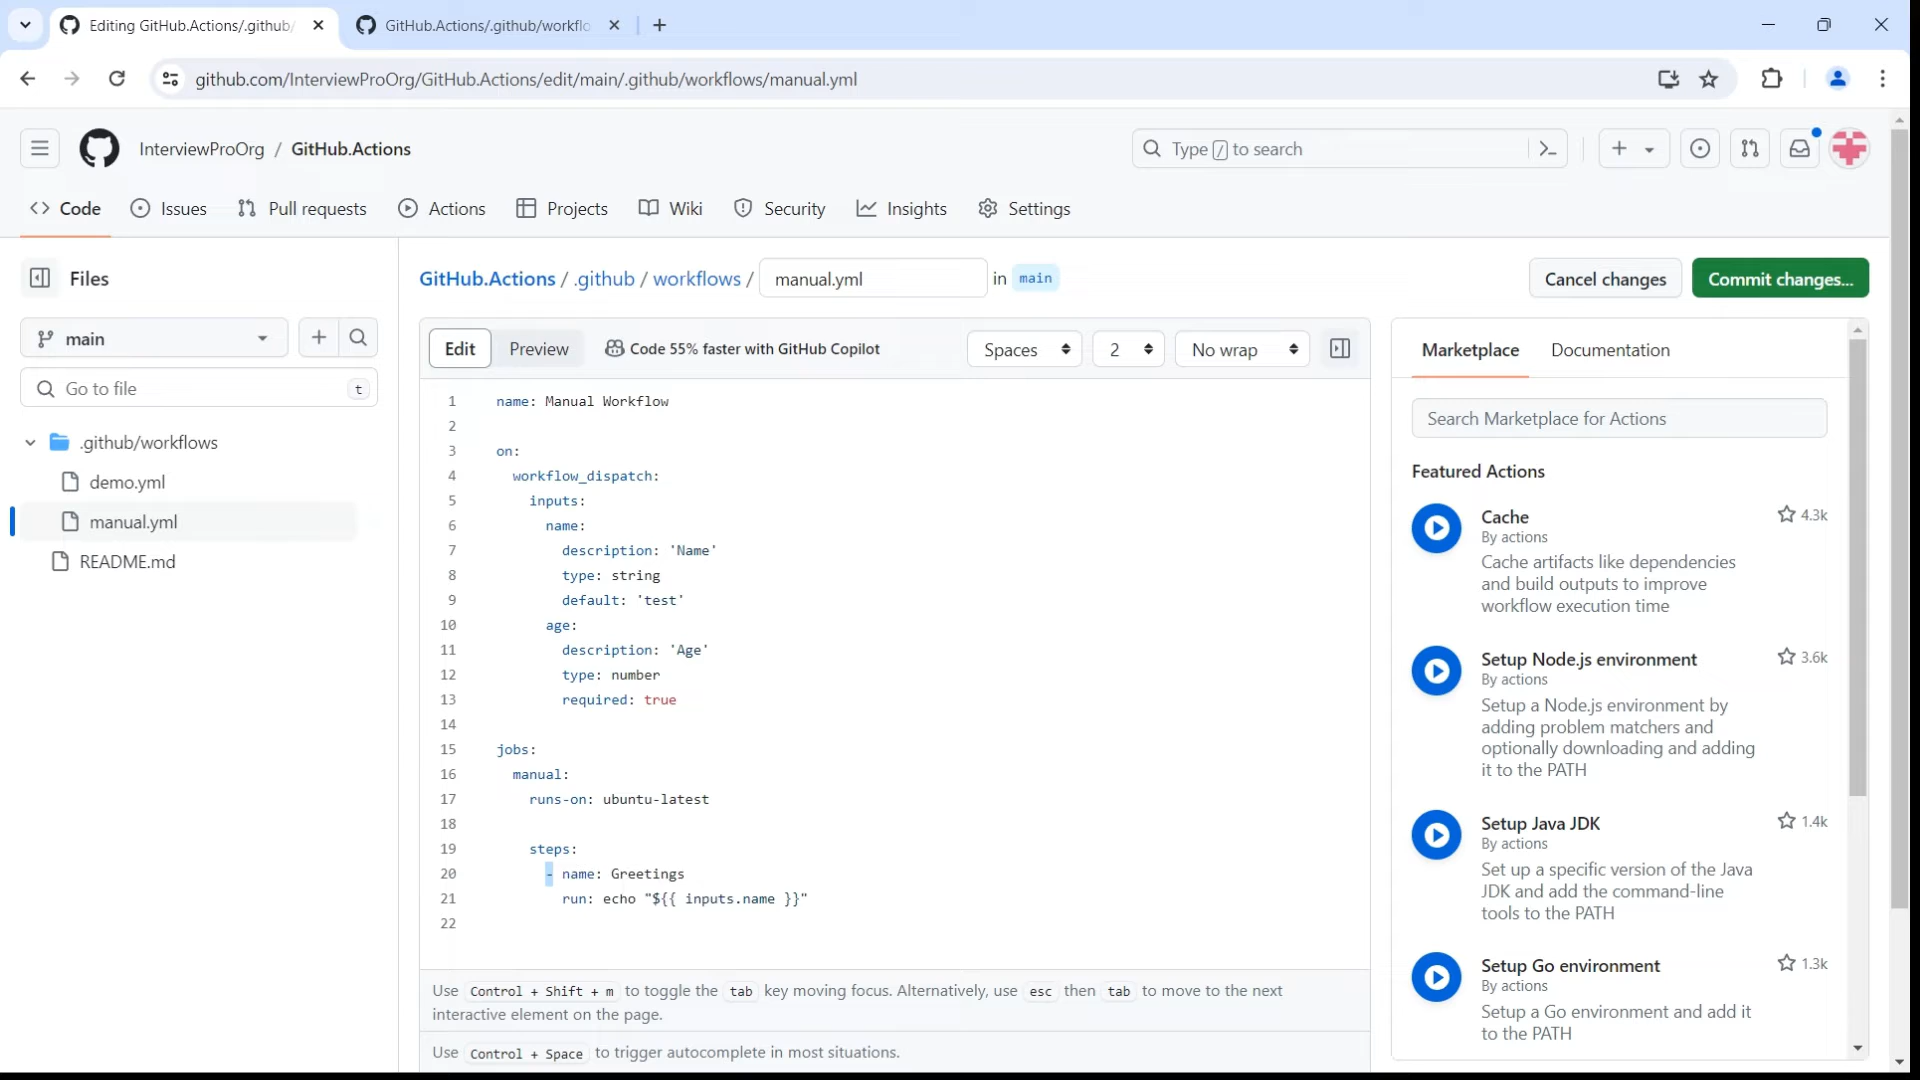 Editing GitHub.Actions/.github/
GitHub.Actions/.github/workflo
github.com/InterviewProOrg/GitHub.Actions/edit/main/.github/workflows/manual.yml
InterviewProOrg / GitHub.Actions
Type / to search
Code
Issues
Pull requests
Actions
Projects
Wiki
Security
Insights
Settings
Files
GitHub.Actions / .github / workflows / manual.yml in main
Cancel changes
Commit changes...
main
Go to file
t
.github/workflows
demo.yml
manual.yml
README.md
Edit
Preview
Code 55% faster with GitHub Copilot
Spaces
2
No wrap
1 name: Manual Workflow
2
3 on:
4 workflow_dispatch:
5 inputs:
6 name:
7 description: 'Name'
8 type: string
9 default: 'test'
10 age:
11 description: 'Age'
12 type: number
13 required: true
14
15 jobs:
16 manual:
17 runs-on: ubuntu-latest
18
19 steps:
20 - name: Greetings
21 run: echo "${{ inputs.name }}"
22
Use Control + Shift + m to toggle the tab key moving focus. Alternatively, use esc then tab to move to the next
interactive element on the page.
Use Control + Space to trigger autocomplete in most situations.
Marketplace
Documentation
Search Marketplace for Actions
Featured Actions
Cache
4.3k
By actions
Cache artifacts like dependencies
and build outputs to improve
workflow execution time
Setup Node.js environment
3.6k
By actions
Setup a Node.js environment by
adding problem matchers and
optionally downloading and adding
it to the PATH
Setup Java JDK
1.4k
By actions
Set up a specific version of the Java
JDK and add the command-line
tools to the PATH
Setup Go environment
1.3k
By actions
Setup a Go environment and add it
to the PATH